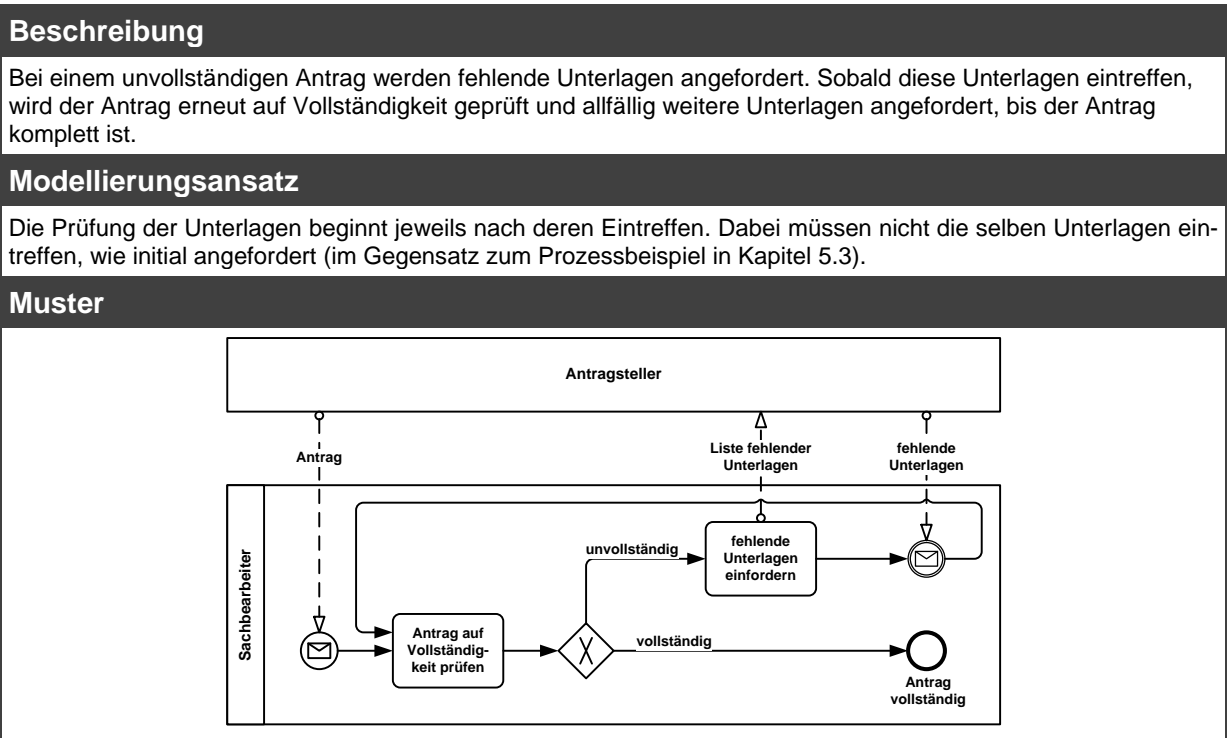 Beschreibung
Bei einem unvollständigen Antrag werden fehlende Unterlagen angefordert. Sobald diese Unterlagen eintreffen,
wird der Antrag erneut auf Vollständigkeit geprüft und allfällig weitere Unterlagen angefordert, bis der Antrag
komplett ist.
Modellierungsansatz
Die Prüfung der Unterlagen beginnt jeweils nach deren Eintreffen. Dabei müssen nicht die selben Unterlagen ein-
treffen, wie initial angefordert (im Gegensatz zum Prozessbeispiel in Kapitel 5.3).
Muster
Antragsteller
Antrag
Liste fehlender
Unterlagen
fehlende
Unterlagen
Sachbearbeiter
unvollständig
fehlende
Unterlagen
einfordern
Antrag auf
Vollständig-
keit prüfen
vollständig
Antrag
vollständig